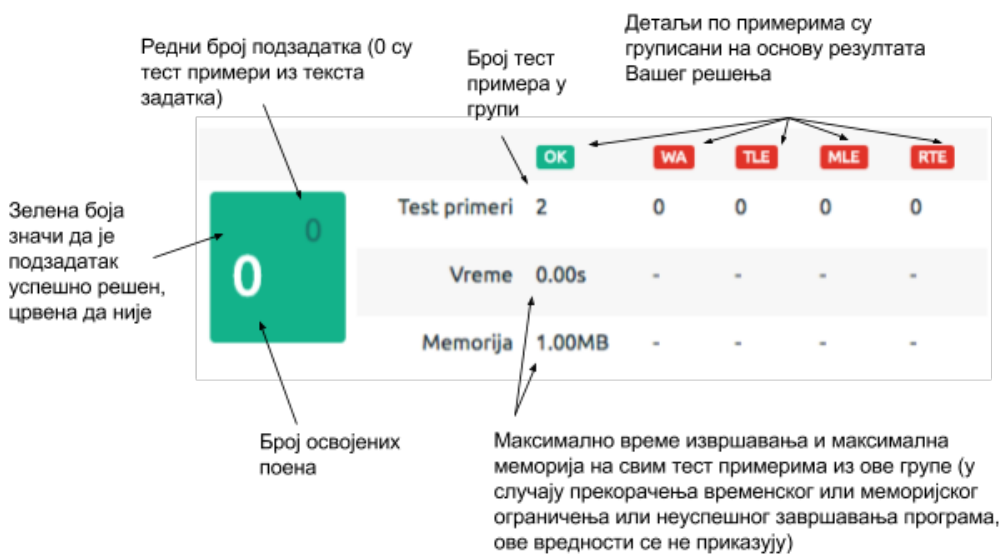 Детаљи по примерима су
груписани на основу резултата
Вашег решења
Редни број подзадатка (0 су
тест примери из текста
задатка)
Број тест
примера у
групи
OK WA TLE MLE RTE
Зелена боја
значи да је
подзадатак
успешно решен,
црвена да није
0
0
Test primeri 2 0 0 0 0
Vreme 0.00s - - - -
Memorija 1.00MB - - - -
Број освојених
поена
Максимално време извршавања и максимална
меморија на свим тест примерима из ове групе (у
случају прекорачења временског или меморијског
ограничења или неуспешног завршавања програма,
ове вредности се не приказују)